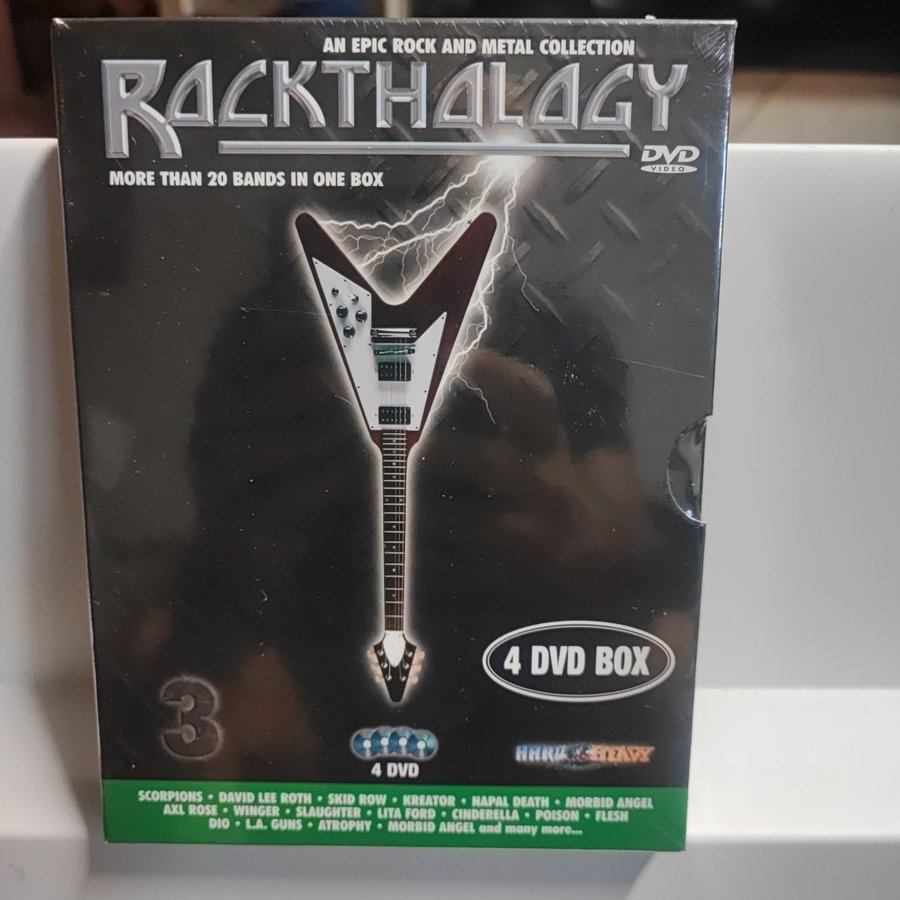 AN EPIC ROCK AND METAL COLLECTION
ROCKTHOLOGY
DVD
VIDEO
MORE THAN 20 BANDS IN ONE BOX
4 DVD BOX
3
HARD N HEAVY
4 DVD
SCORPIONS • DAVID LEE ROTH • SKID ROW • KREATOR • NAPAL DEATH • MORBID ANGEL
AXL ROSE • WINGER • SLAUGHTER • LITA FORD • CINDERELLA • POISON • FLESH
DIO • L.A. GUNS • ATROPHY • MORBID ANGEL and many more...